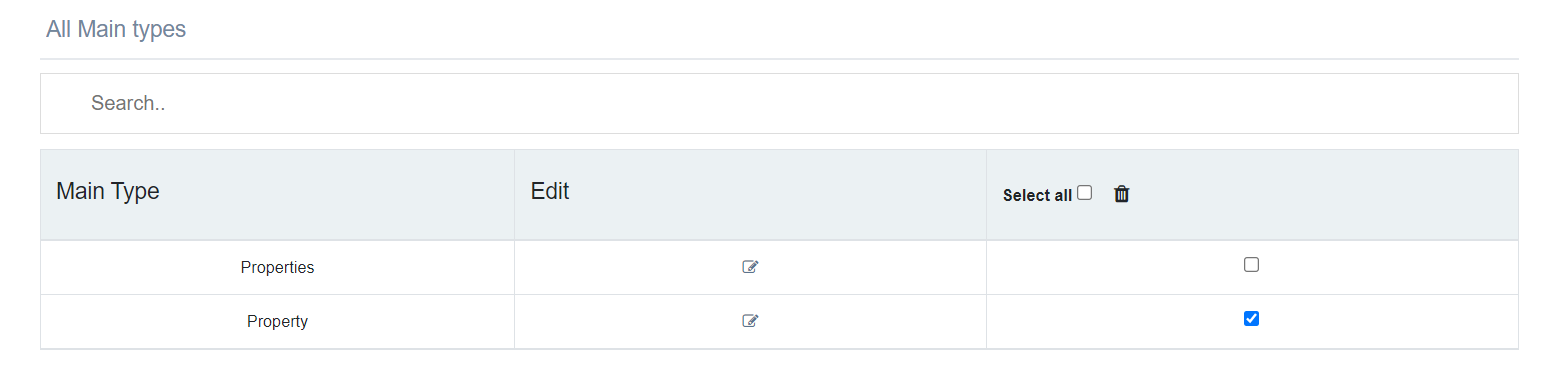 All Main types
Search..
Main Type Edit Select all
Properties
Property